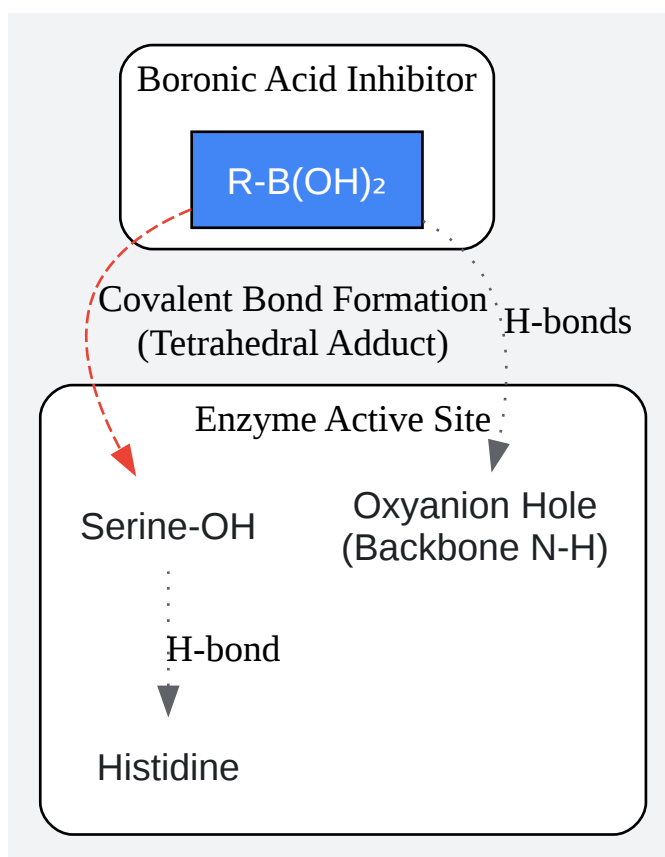 Boronic Acid Inhibitor
R-B(OH)₂
Covalent Bond Formation
(Tetrahedral Adduct)
H-bonds
Enzyme Active Site
Serine-OH
Oxyanion Hole
(Backbone N-H)
H-bond
Histidine